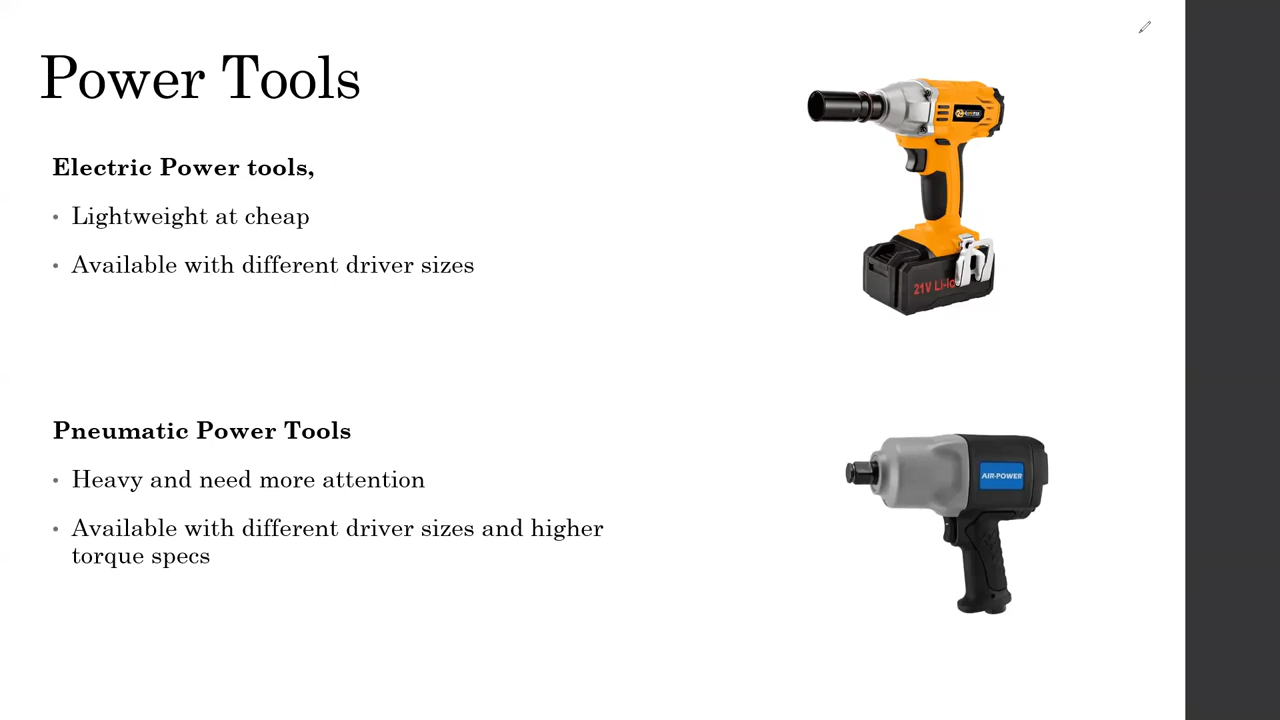 Power Tools
Electric Power tools,
• Lightweight at cheap
• Available with different driver sizes
21V Li-Io
Pneumatic Power Tools
• Heavy and need more attention
• Available with different driver sizes and higher
torque specs
AIR-POWER